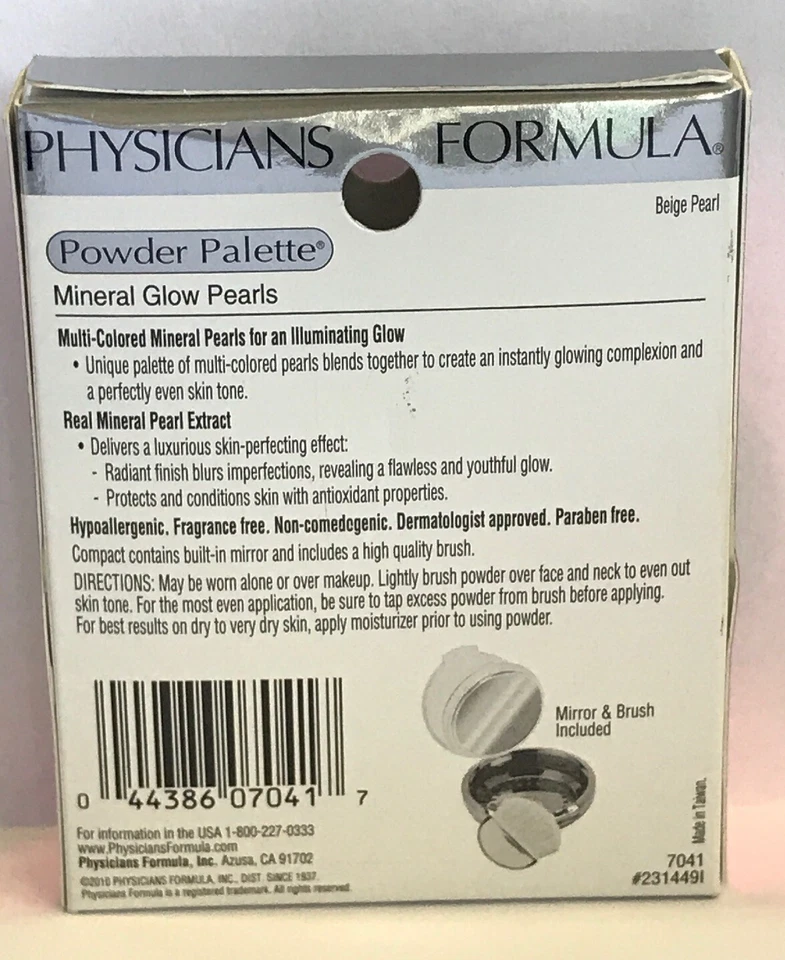 PHYSICIANS FORMULA®
Beige Pearl
Powder Palette®
Mineral Glow Pearls
Multi-Colored Mineral Pearls for an Illuminating Glow
• Unique palette of multi-colored pearls blends together to create an instantly glowing complexion and
a perfectly even skin tone.
Real Mineral Pearl Extract
• Delivers a luxurious skin-perfecting effect:
- Radiant finish blurs imperfections, revealing a flawless and youthful glow.
- Protects and conditions skin with antioxidant properties.
Hypoallergenic. Fragrance free. Non-comedogenic. Dermatologist approved. Paraben free.
Compact contains built-in mirror and includes a high quality brush.
DIRECTIONS: May be worn alone or over makeup. Lightly brush powder over face and neck to even out
skin tone. For the most even application, be sure to tap excess powder from brush before applying.
For best results on dry to very dry skin, apply moisturizer prior to using powder.
Mirror & Brush
Included
0 44386 07041 7
For information in the USA 1-800-227-0333
www.PhysiciansFormula.com
Physicians Formula, Inc. Azusa, CA 91702
©2010 PHYSICIANS FORMULA, INC., DIST. SINCE 1937.
Physicians Formula is a registered trademark. All rights reserved.
Made in Taiwan.
7041
#231449I